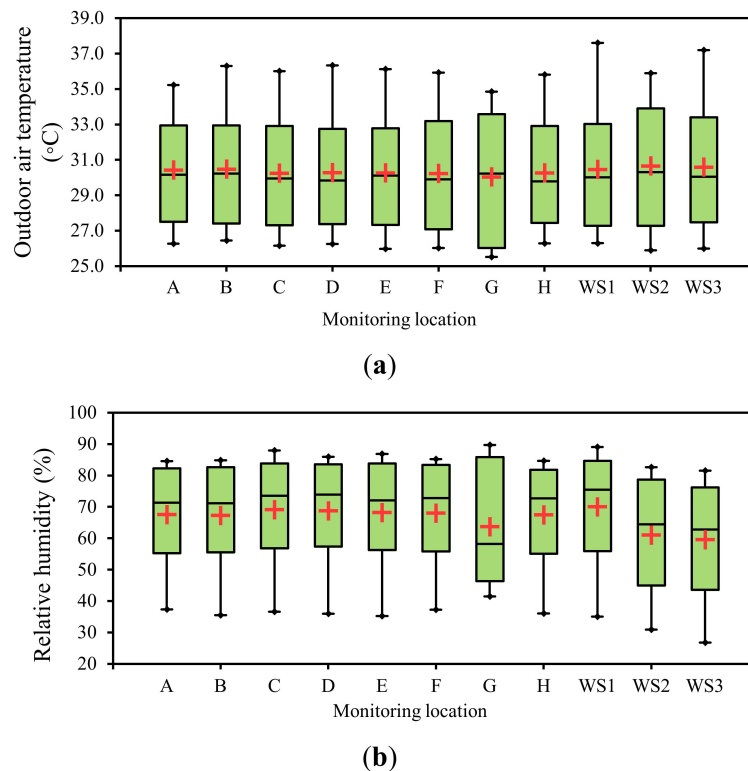 39.0
37.0
35.0
33.0
31.0
29.0
27.0
25.0
Outdoor air temperature
(∘C)
A B C D E F G H WS1 WS2 WS3
Monitoring location
(a)
100
90
80
70
60
50
40
30
20
Relative humidity (%)
A B C D E F G H WS1 WS2 WS3
Monitoring location
(b)